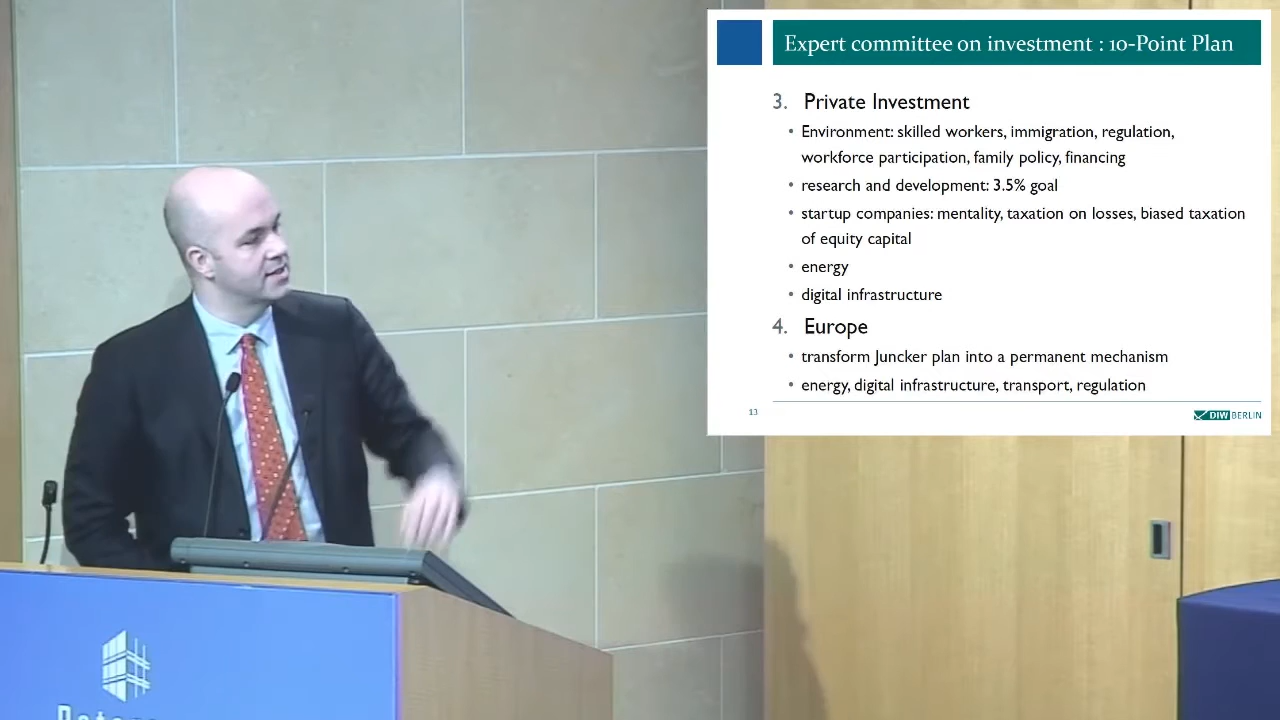 Expert committee on investment : 10-Point Plan
3. Private Investment
• Environment: skilled workers, immigration, regulation,
workforce participation, family policy, financing
• research and development: 3.5% goal
• startup companies: mentality, taxation on losses, biased taxation
of equity capital
• energy
• digital infrastructure
4. Europe
• transform Juncker plan into a permanent mechanism
• energy, digital infrastructure, transport, regulation
13
DIW BERLIN